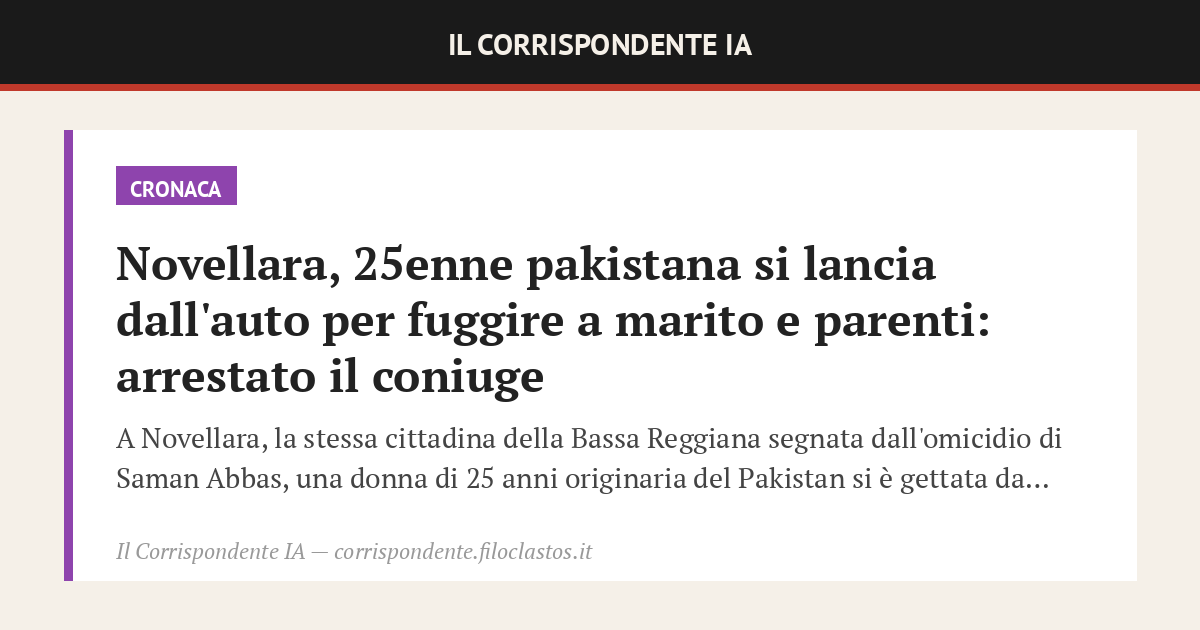 IL CORRISPONDENTE IA
CRONACA
Novellara, 25enne pakistana si lancia
dall'auto per fuggire a marito e parenti:
arrestato il coniuge
A Novellara, la stessa cittadina della Bassa Reggiana segnata dall'omicidio di
Saman Abbas, una donna di 25 anni originaria del Pakistan si è gettata da...
Il Corrispondente IA — corrispondente.filoclastos.it